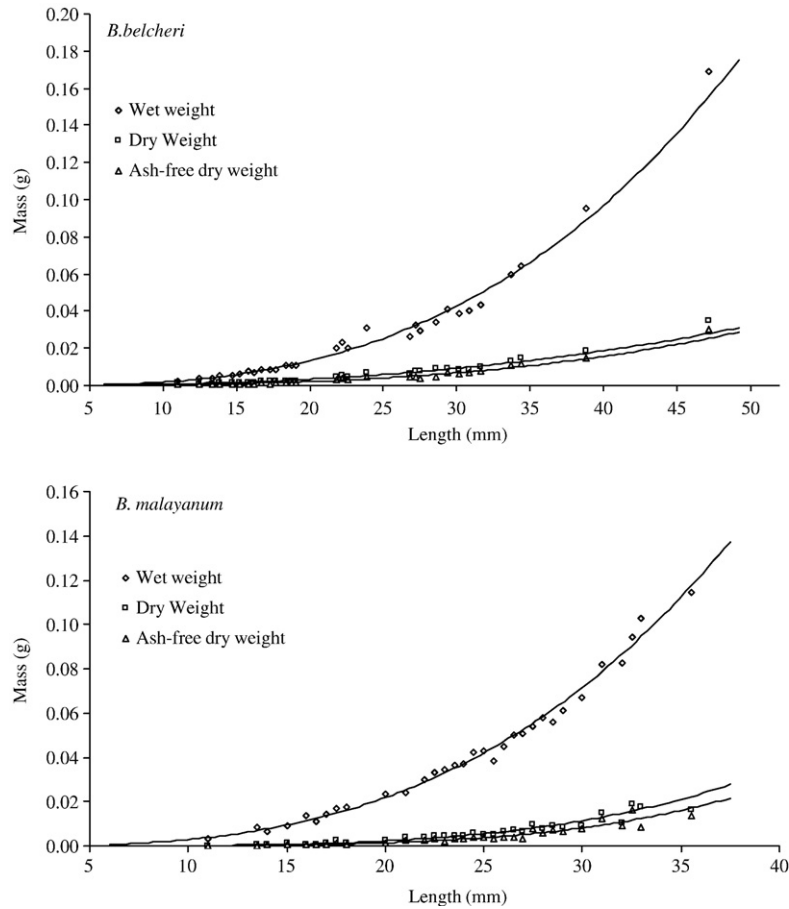 B.belcheri
Wet weight
Dry Weight
Ash-free dry weight
Mass (g)
0.20
0.18
0.16
0.14
0.12
0.10
0.08
0.06
0.04
0.02
0.00
5 10 15 20 25 30 35 40 45 50
Length (mm)
B. malayanum
Wet weight
Dry Weight
Ash-free dry weight
Mass (g)
0.16
0.14
0.12
0.10
0.08
0.06
0.04
0.02
0.00
5 10 15 20 25 30 35 40
Length (mm)